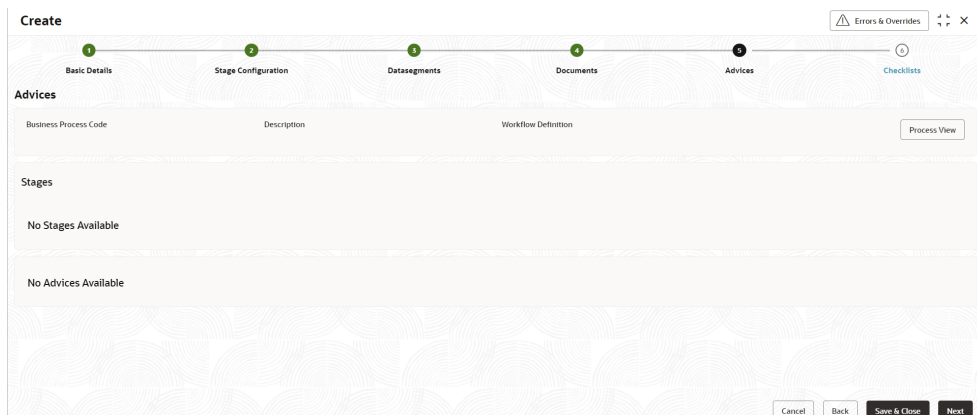 Create
Errors & Overrides
1 2 3 4 5 6
Basic Details Stage Configuration Datasegments Documents Advices Checklists
Advices
Business Process Code Description Workflow Definition
Process View
Stages
No Stages Available
No Advices Available
Cancel Back Save & Close Next